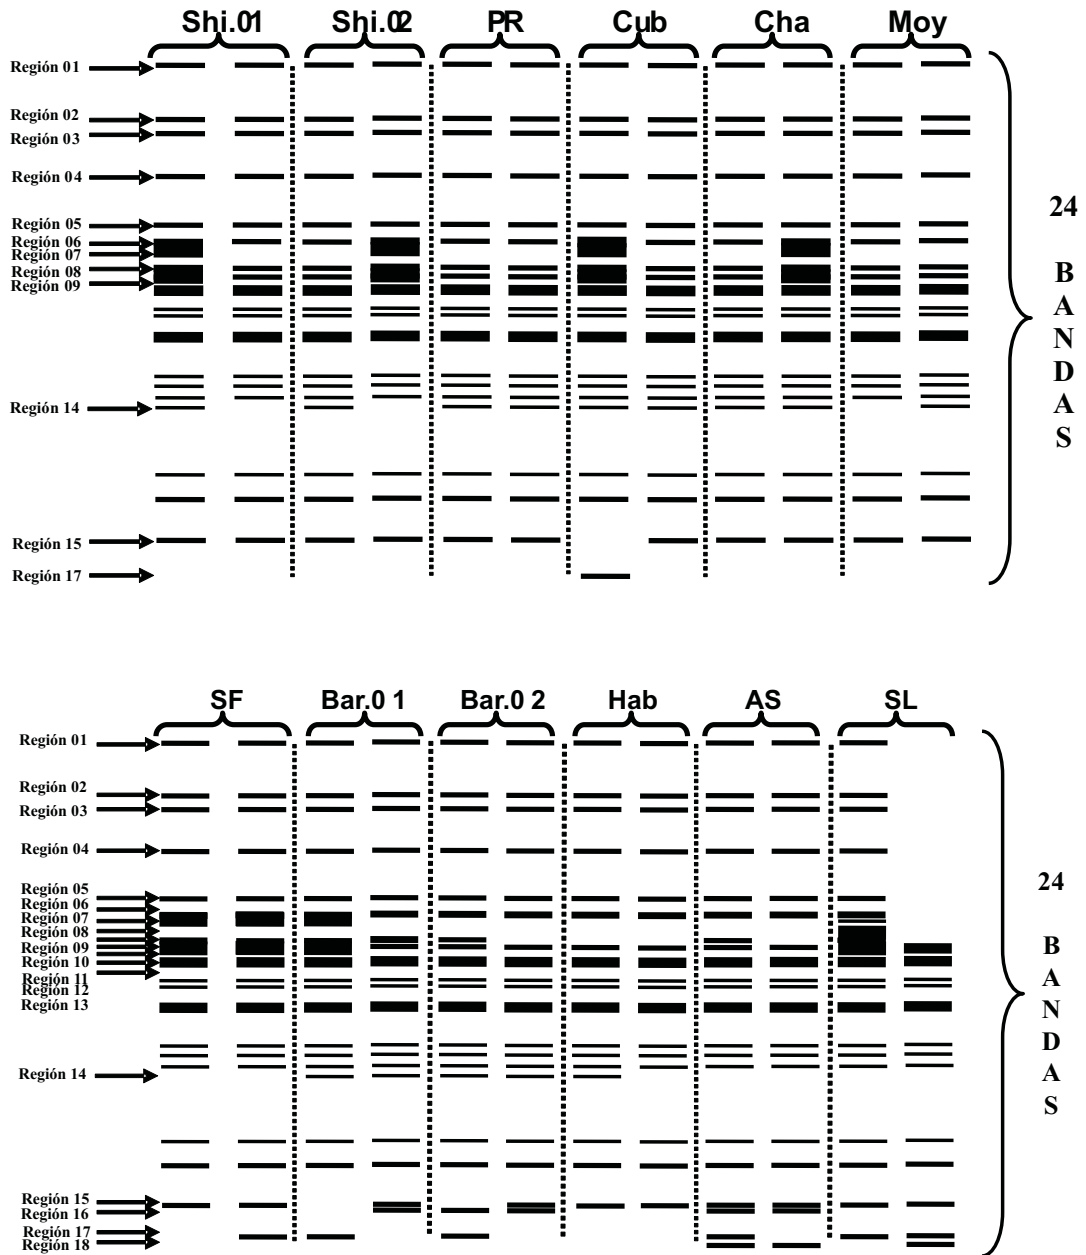 Shi.01 Shi.02 PR Cub Cha Moy
Región 01
Región 02
Región 03
Región 04
Región 05
Región 06
Región 07
Región 08
Región 09
Región 14
Región 15
Región 17
24
B
A
N
D
A
S
SF Bar.0 1 Bar.0 2 Hab AS SL
Región 01
Región 02
Región 03
Región 04
Región 05
Región 06
Región 07
Región 08
Región 09
Región 10
Región 11
Región 12
Región 13
Región 14
Región 15
Región 16
Región 17
Región 18
24
B
A
N
D
A
S